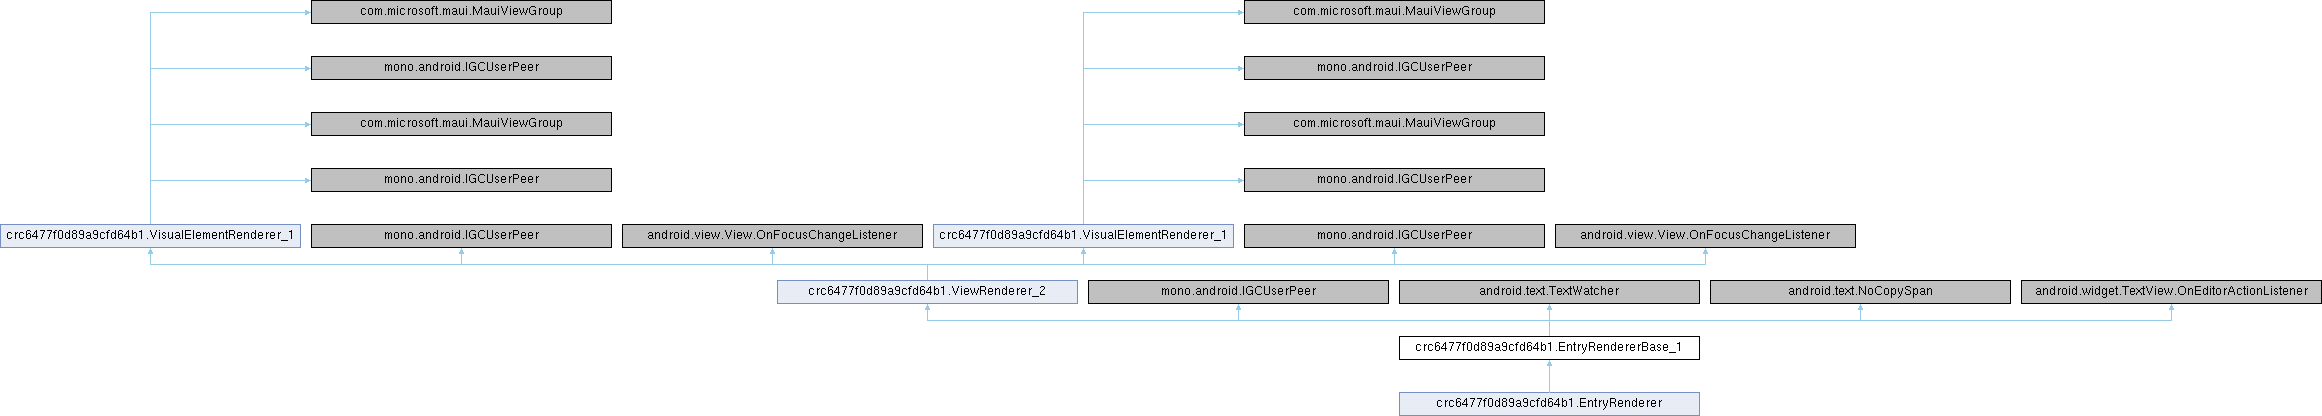 com.microsoft.maui.MauiViewGroup
com.microsoft.maui.MauiViewGroup
mono.android.IGCUserPeer
mono.android.IGCUserPeer
com.microsoft.maui.MauiViewGroup
com.microsoft.maui.MauiViewGroup
mono.android.IGCUserPeer
mono.android.IGCUserPeer
crc6477f0d89a9cfd64b1.VisualElementRenderer_1
mono.android.IGCUserPeer
android.view.View.OnFocusChangeListener
crc6477f0d89a9cfd64b1.VisualElementRenderer_1
mono.android.IGCUserPeer
android.view.View.OnFocusChangeListener
crc6477f0d89a9cfd64b1.ViewRenderer_2
mono.android.IGCUserPeer
android.text.TextWatcher
android.text.NoCopySpan
android.widget.TextView.OnEditorActionListener
crc6477f0d89a9cfd64b1.EntryRendererBase_1
crc6477f0d89a9cfd64b1.EntryRenderer